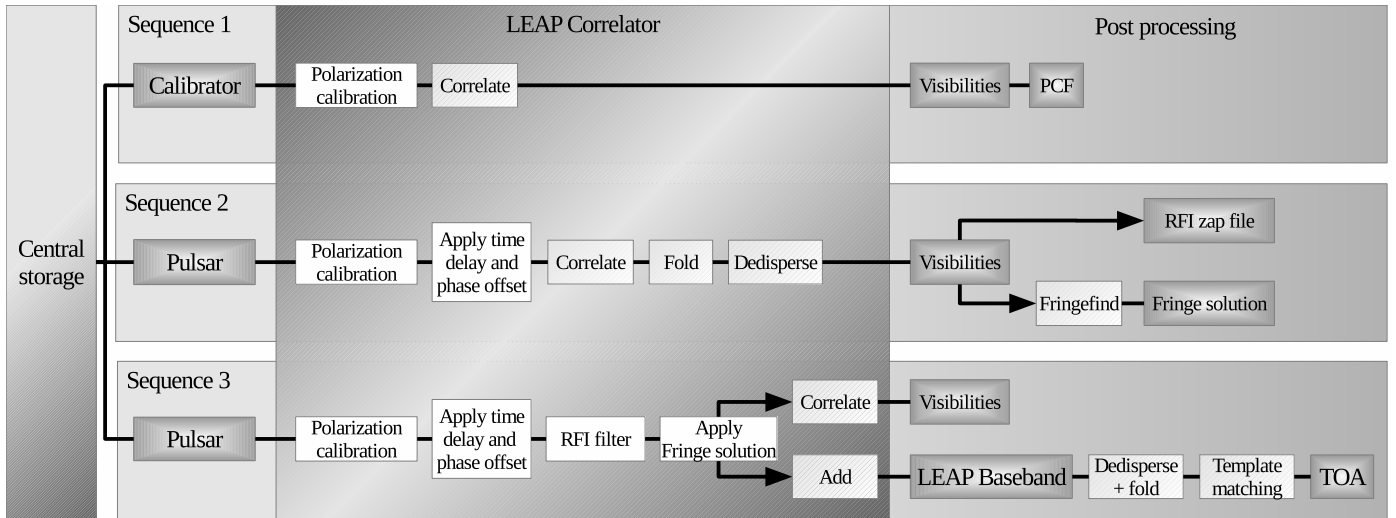 Sequence 1
LEAP Correlator
Post processing
Calibrator
Polarization
calibration
Correlate
Visibilities
PCF
Central
storage
Sequence 2
Pulsar
Polarization
calibration
Apply time
delay and
phase offset
Correlate
Fold
Dedisperse
Visibilities
RFI zap file
Fringefind
Fringe solution
Sequence 3
Pulsar
Polarization
calibration
Apply time
delay and
phase offset
RFI filter
Apply
Fringe solution
Correlate
Visibilities
Add
LEAP Baseband
Dedisperse
+ fold
Template
matching
TOA